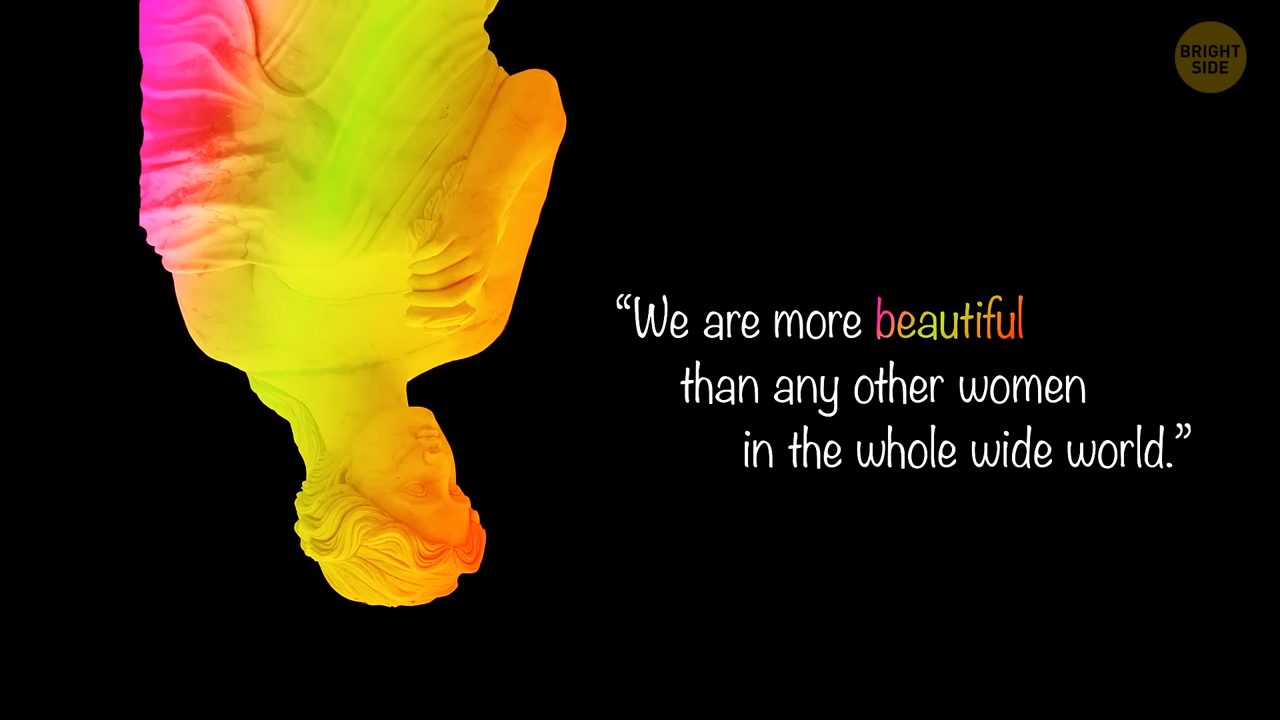 BRIGHT
SIDE
“We are more beautiful
than any other women
in the whole wide world.”